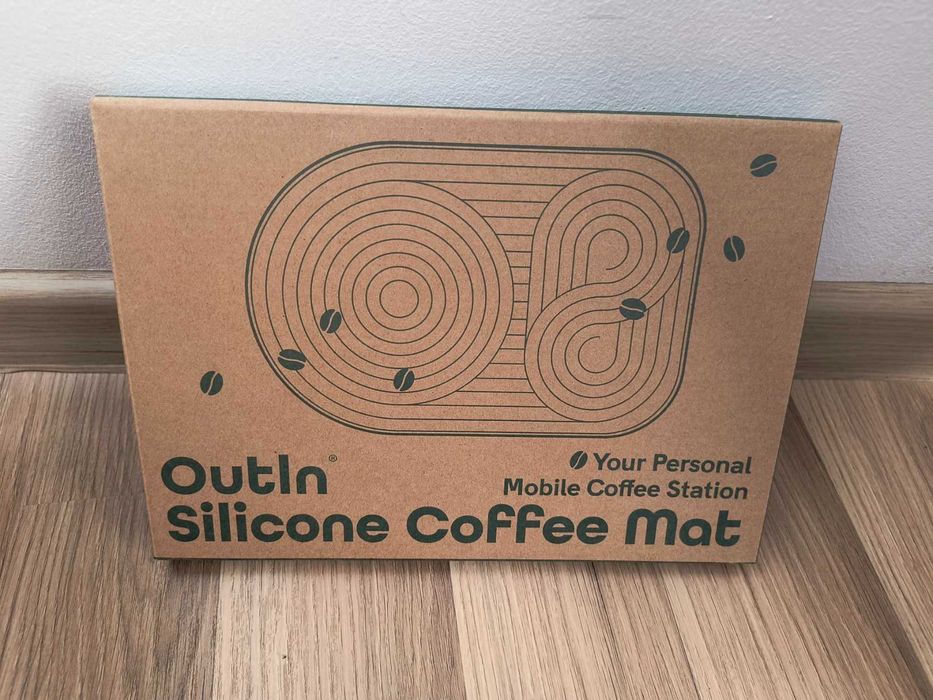 OutIn®
Silicone Coffee Mat
Your Personal
Mobile Coffee Station